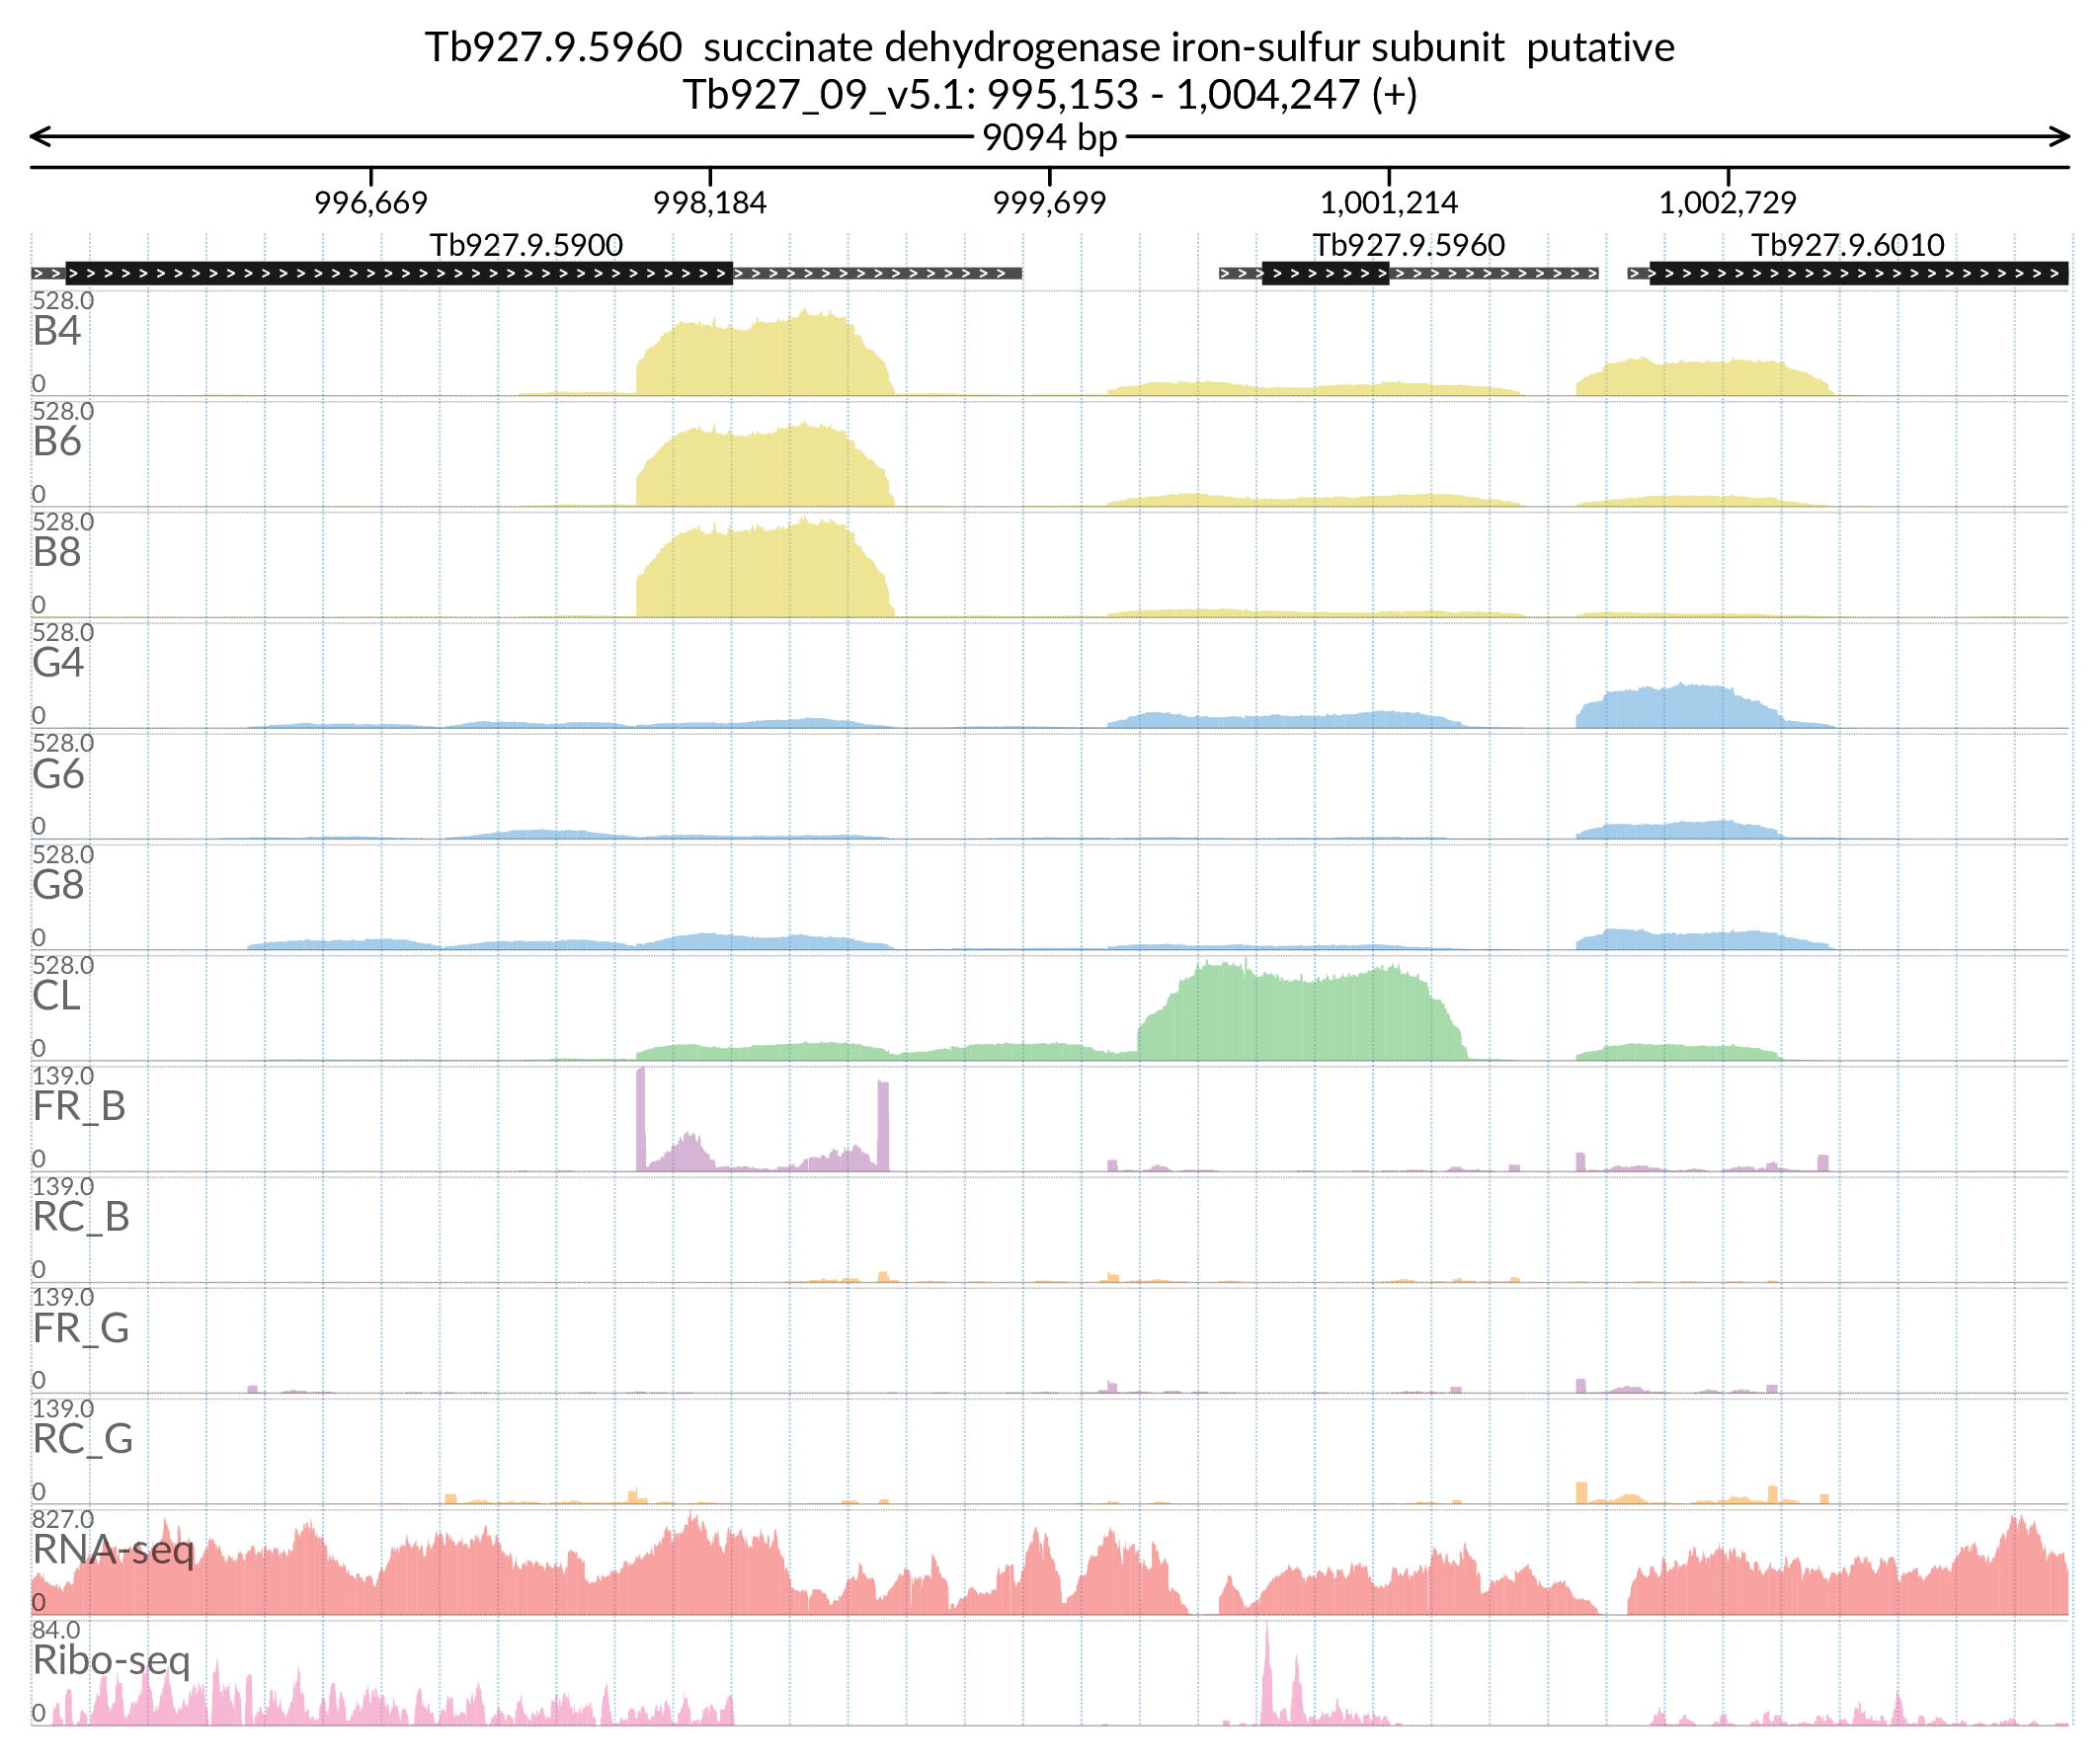 Tb927.9.5960  succinate dehydrogenase iron-sulfur subunit  putative
Tb927_09_v5.1: 995,153 - 1,004,247 (+)
9094 bp
996,669 998,184 999,699 1,001,214 1,002,729
Tb927.9.5900 Tb927.9.5960 Tb927.9.6010
528.0
B4
0
528.0
B6
0
528.0
B8
0
528.0
G4
0
528.0
G6
0
528.0
G8
0
528.0
CL
0
139.0
FR_B
0
139.0
RC_B
0
139.0
FR_G
0
139.0
RC_G
0
827.0
RNA-seq
0
84.0
Ribo-seq
0